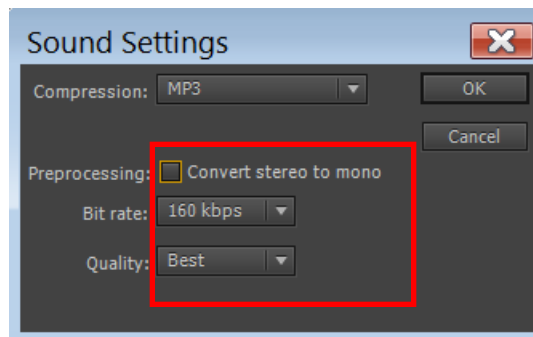 Sound Settings
Compression: MP3 OK
Cancel
Preprocessing: Convert stereo to mono
Bit rate: 160 kbps
Quality: Best